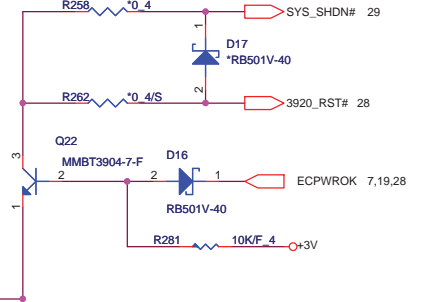 R258 *0_4 SYS_SHDN# 29
1
D17
*RB501V-40
2
R262 *0_4/S 3920_RST# 28
Q22
3 MMBT3904-7-F D16
2 2 1 ECPWROK 7,19,28
1 RB501V-40
R281 10K/F_4 +3V